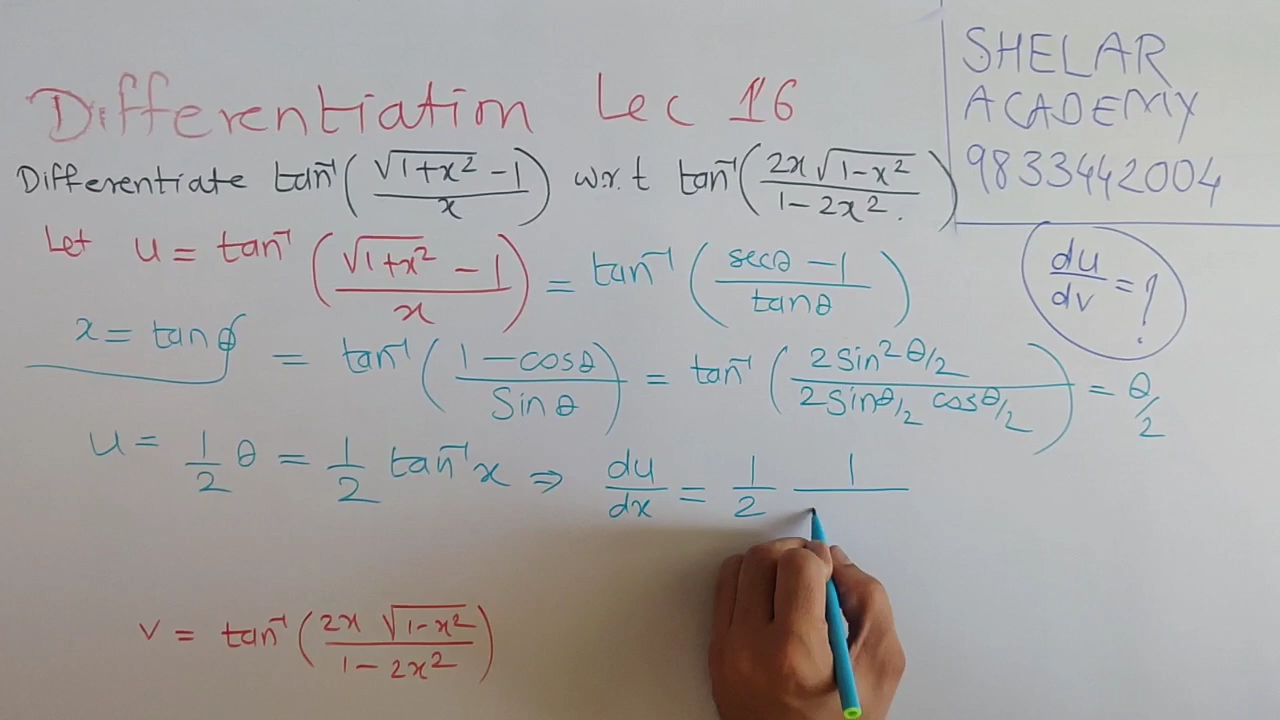 SHELAR
ACADEMY
9833442004
Differentiation Lec 16
Differentiate tan⁻¹((√(1+x²) - 1)/x) w.r.t tan⁻¹((2x√(1-x²))/(1-2x².))
Let u = tan⁻¹((√(1+x²) - 1)/x) = tan⁻¹((secθ - 1)/tanθ)
du/dv = ?
x = tanθ = tan⁻¹((1 - cosθ)/Sinθ) = tan⁻¹((2Sin²θ/2)/(2Sinθ/2 cosθ/2)) = θ/2
u = 1/2 θ = 1/2 tan⁻¹x ⇒ du/dx = 1/2 1/
v = tan⁻¹((2x √(1-x²))/(1-2x²))